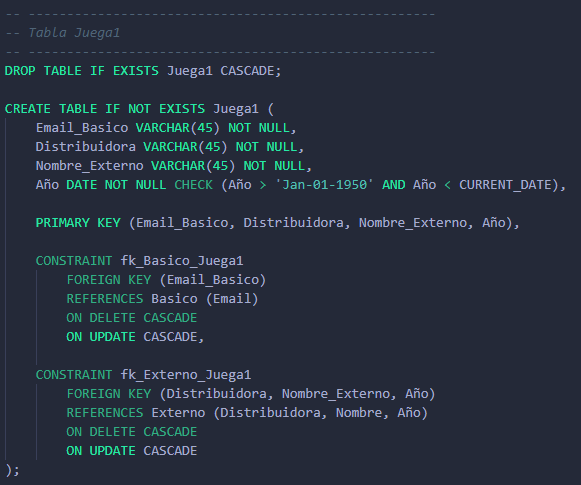 -- ----------------------------------------------------
-- Tabla Juega1
-- ----------------------------------------------------
DROP TABLE IF EXISTS Juega1 CASCADE;

CREATE TABLE IF NOT EXISTS Juega1 (
    Email_Basico VARCHAR(45) NOT NULL,
    Distribuidora VARCHAR(45) NOT NULL,
    Nombre_Externo VARCHAR(45) NOT NULL,
    Año DATE NOT NULL CHECK (Año > 'Jan-01-1950' AND Año < CURRENT_DATE),

    PRIMARY KEY (Email_Basico, Distribuidora, Nombre_Externo, Año),

    CONSTRAINT fk_Basico_Juega1
        FOREIGN KEY (Email_Basico)
        REFERENCES Basico (Email)
        ON DELETE CASCADE
        ON UPDATE CASCADE,

    CONSTRAINT fk_Externo_Juega1
        FOREIGN KEY (Distribuidora, Nombre_Externo, Año)
        REFERENCES Externo (Distribuidora, Nombre, Año)
        ON DELETE CASCADE
        ON UPDATE CASCADE
);